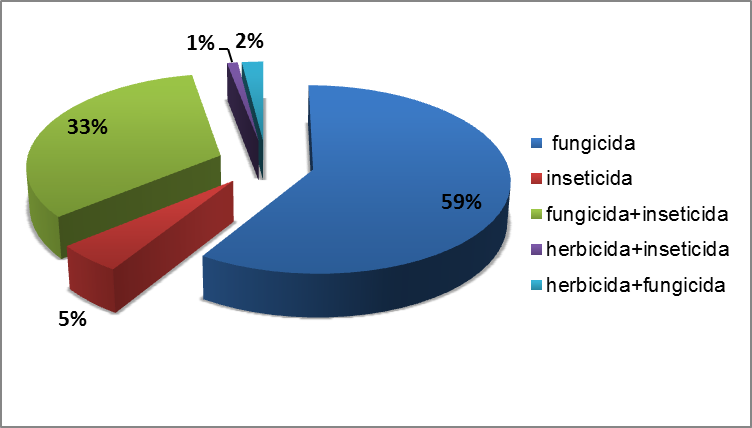 1%
2%
33%
59%
5%
fungicida
inseticida
fungicida+inseticida
herbicida+inseticida
herbicida+fungicida